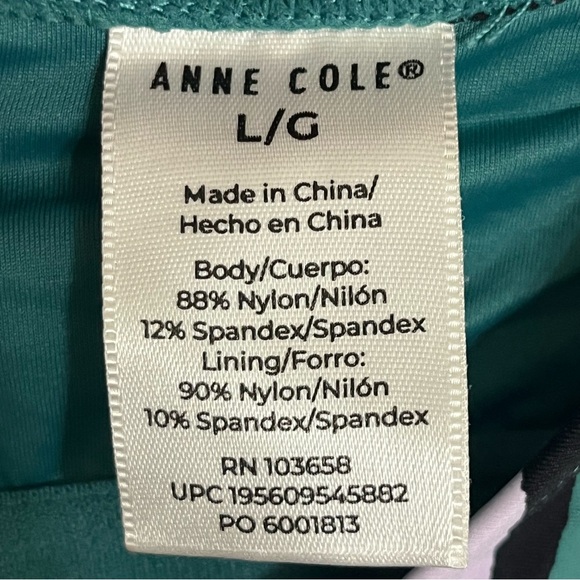 ANNE COLE®
L/G
Made in China/
Hecho en China
Body/Cuerpo:
88% Nylon/Nilón
12% Spandex/Spandex
Lining/Forro:
90% Nylon/Nilón
10% Spandex/Spandex
RN 103658
UPC 195609545882
PO 6001813